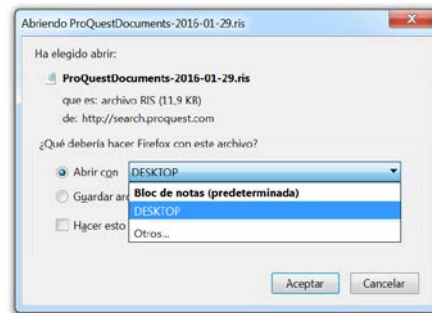 Abriendo ProQuestDocuments-2016-01-29.ris
Ha elegido abrir:
ProQuestDocuments-2016-01-29.ris
que es: archivo RIS (11,9 KB)
de: http://search.proquest.com
¿Qué debería hacer Firefox con este archivo?
Abrir con DESKTOP
Bloc de notas (predeterminada)
Guardar arc
DESKTOP
Hacer esto
Otros...
Aceptar Cancelar